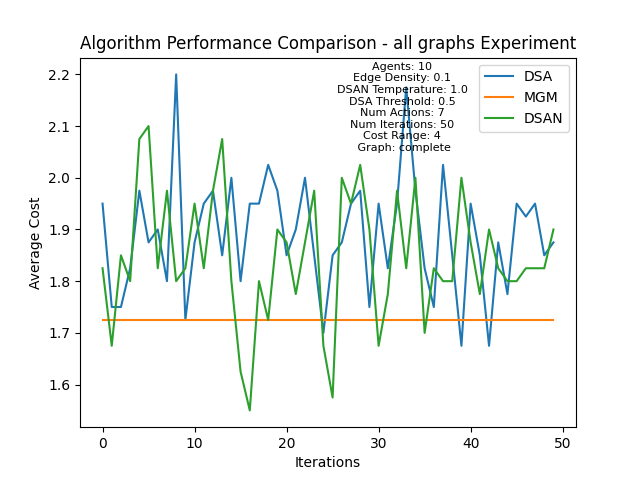 Algorithm Performance Comparison - all graphs Experiment
Agents: 10
Edge Density: 0.1
DSAN Temperature: 1.0
DSA Threshold: 0.5
Num Actions: 7
Num Iterations: 50
Cost Range: 4
Graph: complete
DSA
MGM
DSAN
2.2
2.1
2.0
1.9
1.8
1.7
1.6
Average Cost
0
10
20
30
40
50
Iterations